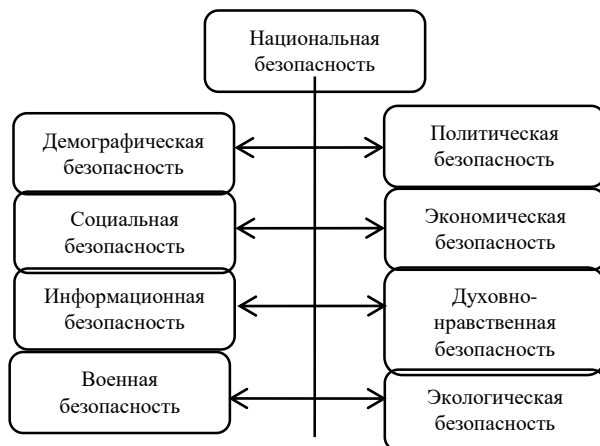 Национальная
безопасность
Демографическая
безопасность
Политическая
безопасность
Социальная
безопасность
Экономическая
безопасность
Информационная
безопасность
Духовно-
нравственная
безопасность
Военная
безопасность
Экологическая
безопасность